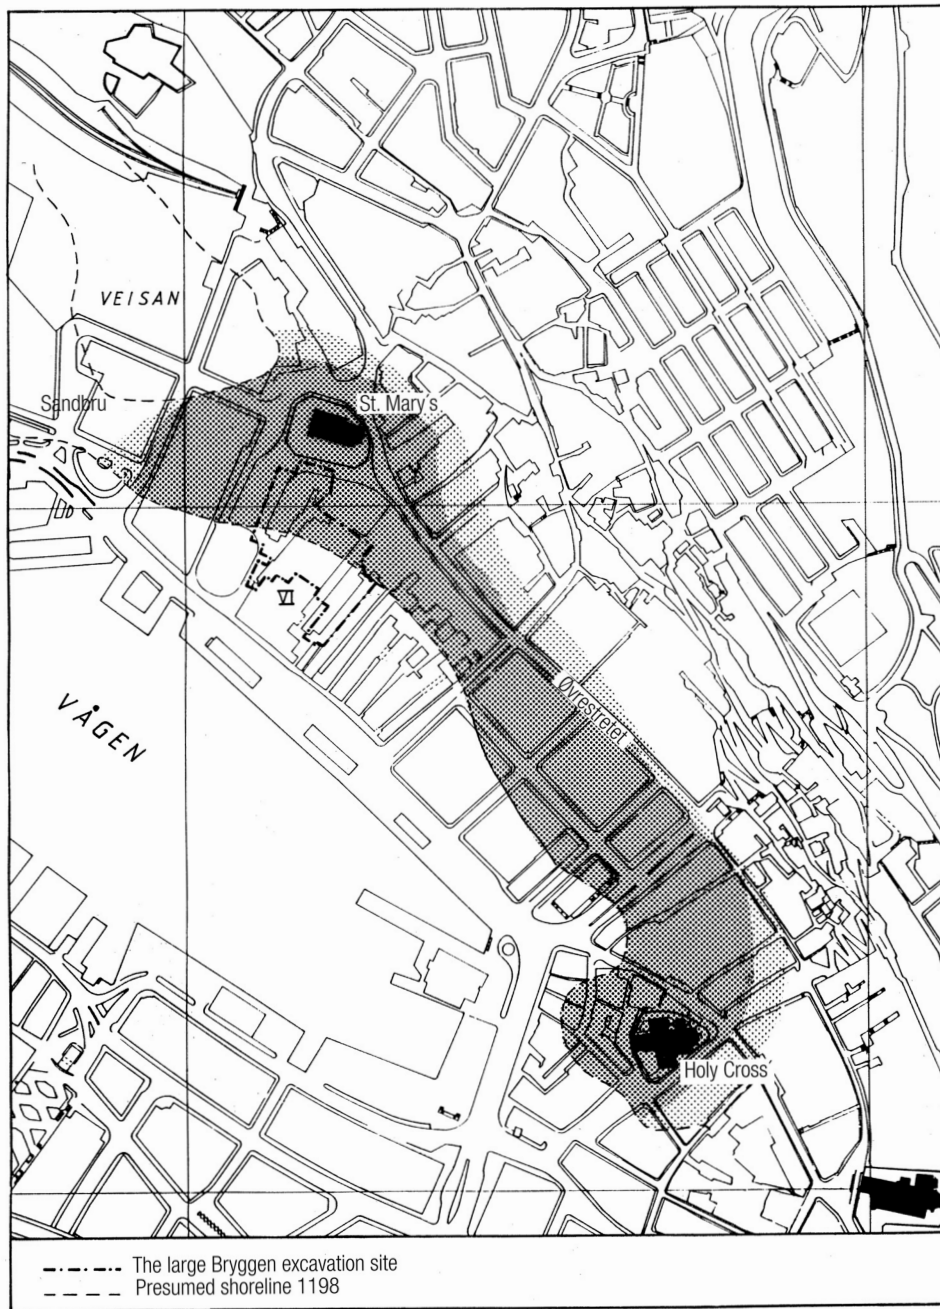 VEISAN
Sandbru
St. Mary's
VI
VÅGEN
Øvrestretet
Holy Cross
The large Bryggen excavation site
Presumed shoreline 1198